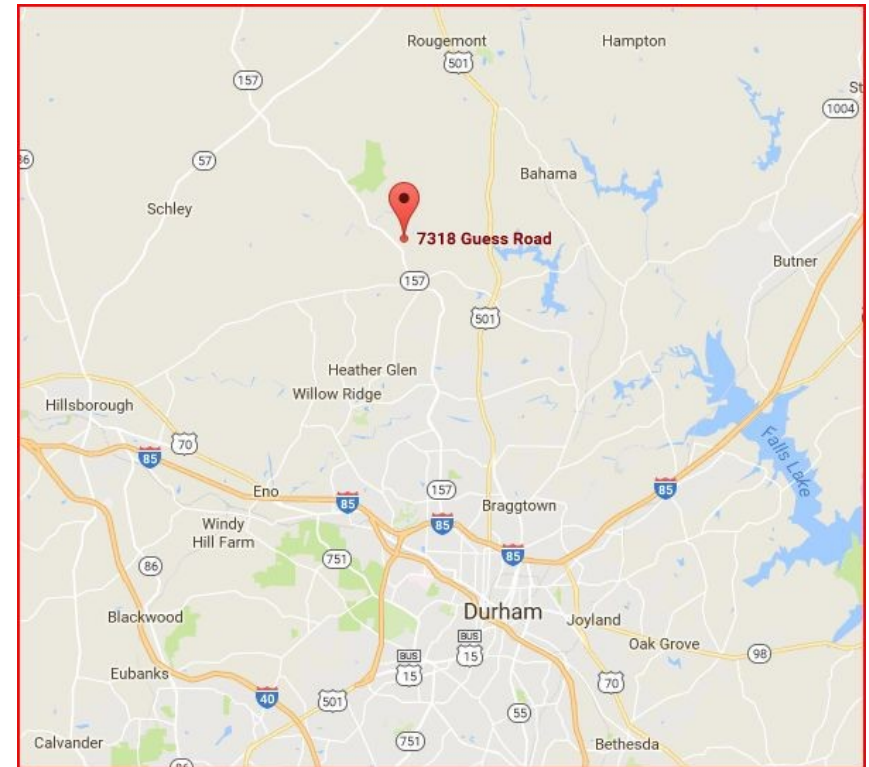 Rougemont
Hampton
501
157
St
1004
86
57
Bahama
Schley
7318 Guess Road
Butner
157
501
Heather Glen
Willow Ridge
Hillsborough
70
85
Falls Lake
Eno
85
157
85
Braggtown
85
85
Windy
Hill Farm
751
86
Durham
Blackwood
Joyland
BUS
15
Oak Grove
98
BUS
15
Eubanks
40
501
70
55
751
Calvander
Bethesda
86